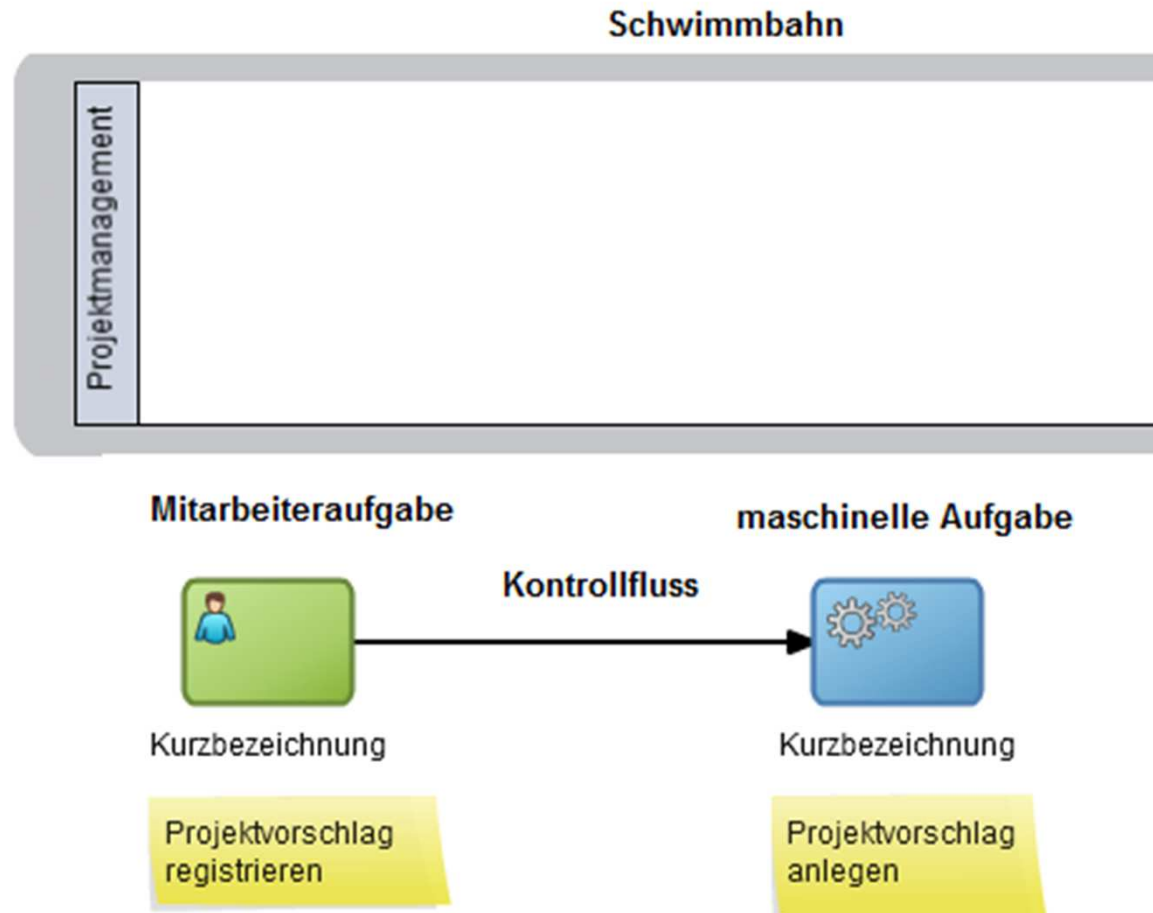 Schwimmbahn
Projektmanagement
Mitarbeiteraufgabe
maschinelle Aufgabe
Kontrollfluss
Kurzbezeichnung
Kurzbezeichnung
Projektvorschlag
registrieren
Projektvorschlag
anlegen